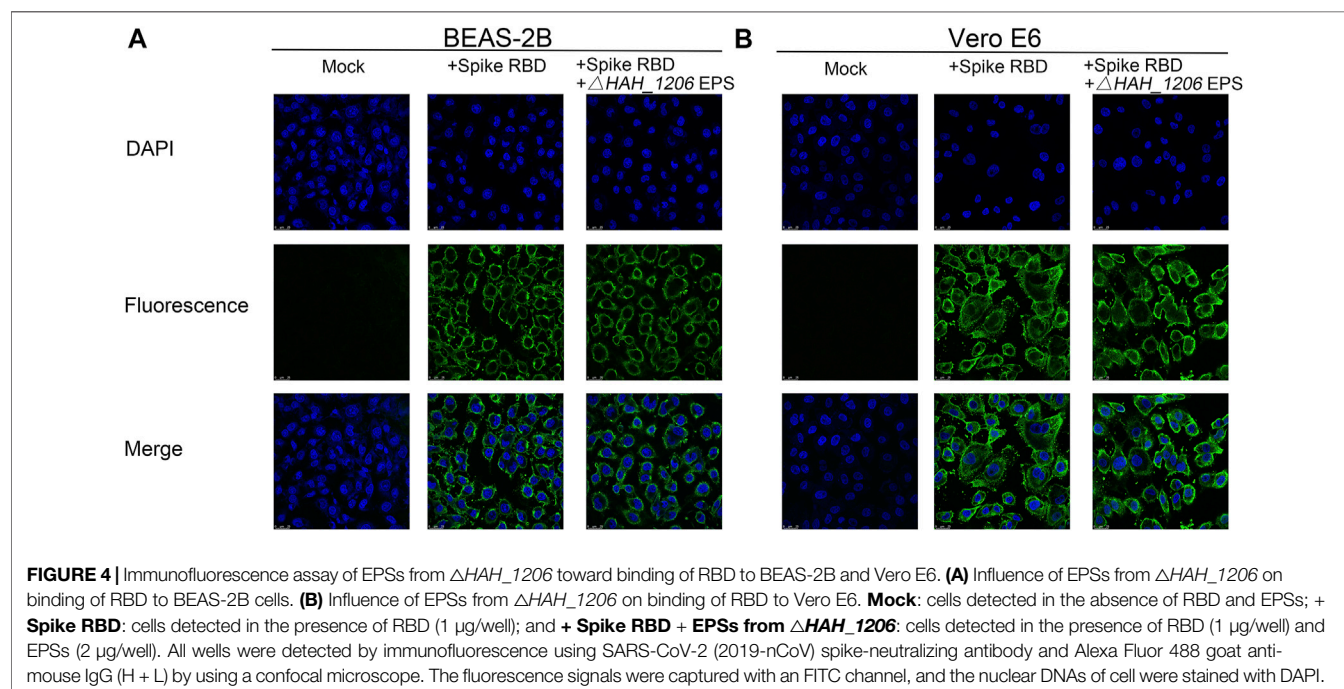 A BEAS-2B B Vero E6
Mock +Spike RBD +Spike RBD
+△HAH_1206 EPS Mock +Spike RBD +Spike RBD
+△HAH_1206 EPS
DAPI
Fluorescence
Merge
FIGURE 4 | Immunofluorescence assay of EPSs from △HAH_1206 toward binding of RBD to BEAS-2B and Vero E6. (A) Influence of EPSs from △HAH_1206 on
binding of RBD to BEAS-2B cells. (B) Influence of EPSs from △HAH_1206 on binding of RBD to Vero E6. Mock: cells detected in the absence of RBD and EPSs; +
Spike RBD: cells detected in the presence of RBD (1 μg/well); and + Spike RBD + EPSs from △HAH_1206: cells detected in the presence of RBD (1 μg/well) and
EPSs (2 μg/well). All wells were detected by immunofluorescence using SARS-CoV-2 (2019-nCoV) spike-neutralizing antibody and Alexa Fluor 488 goat anti-
mouse IgG (H + L) by using a confocal microscope. The fluorescence signals were captured with an FITC channel, and the nuclear DNAs of cell were stained with DAPI.